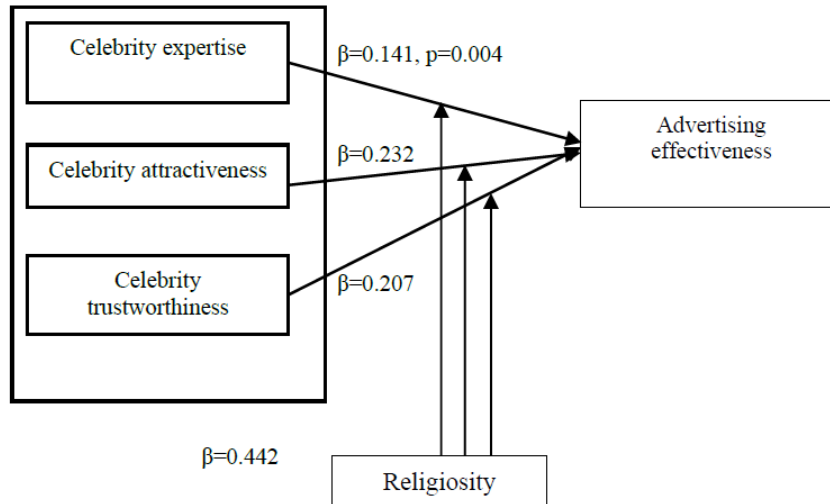 Celebrity expertise
β=0.141, p=0.004
Advertising
effectiveness
Celebrity attractiveness
β=0.232
Celebrity
trustworthiness
β=0.207
β=0.442
Religiosity